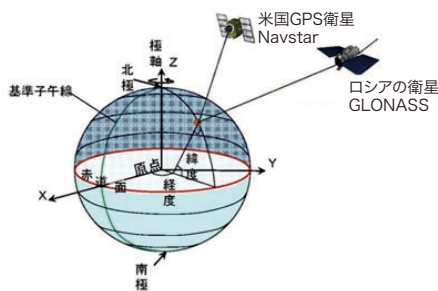 米国GPS衛星
Navstar
ロシアの衛星
GLONASS
極軸
Z
北極
基準子午線
原点
緯度
経度
赤道面
X
Y
南極